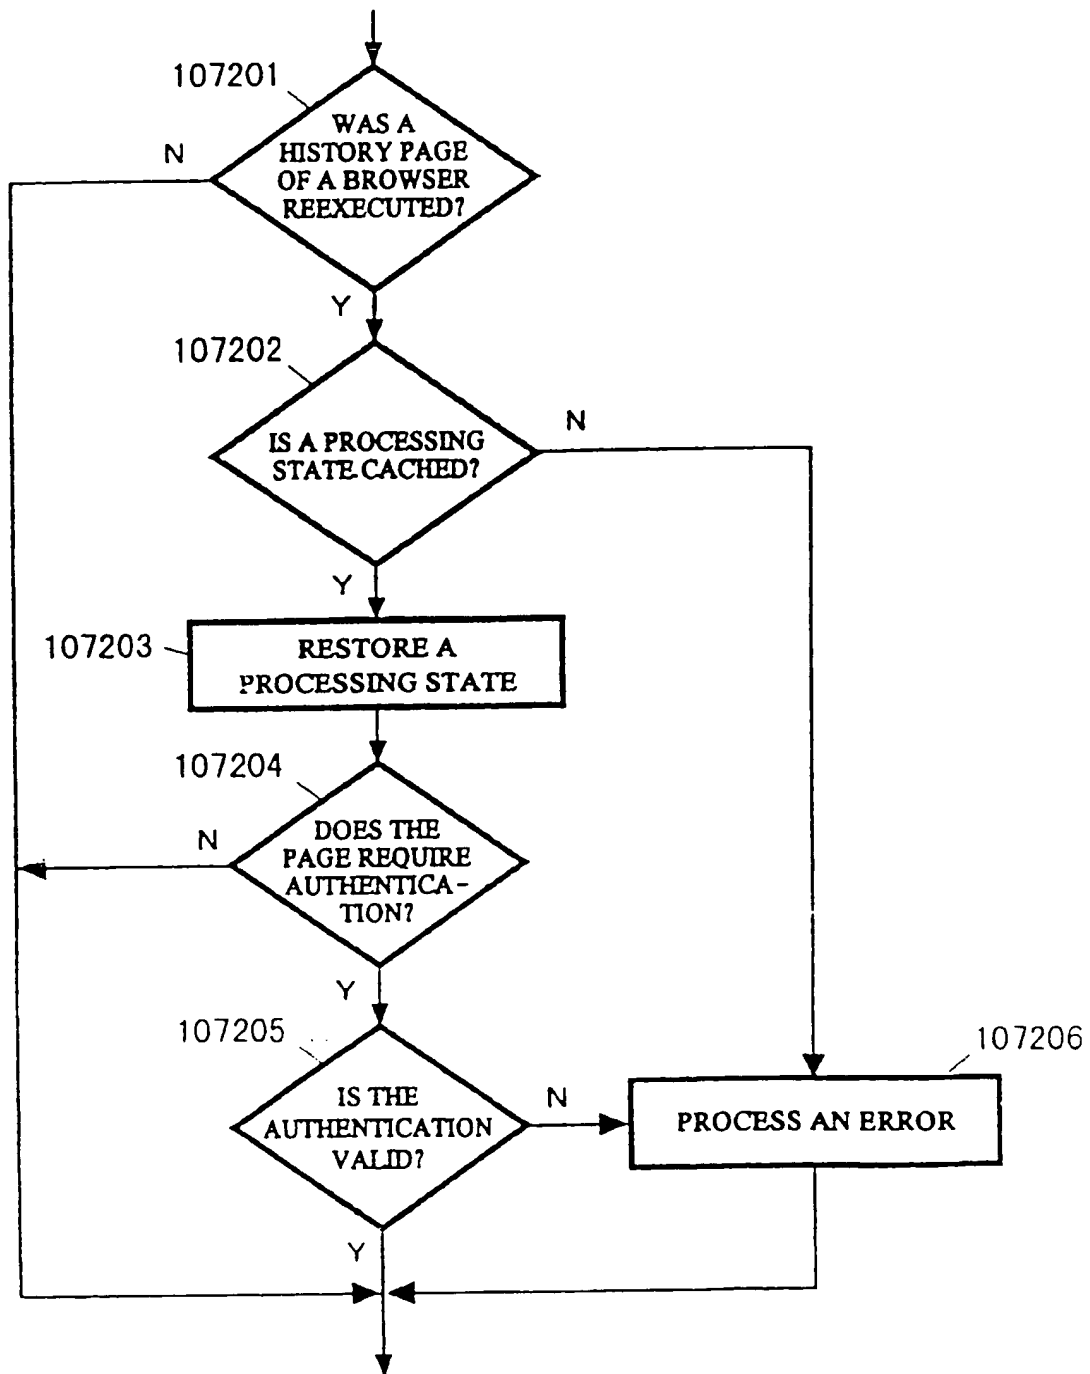 107201
WAS A
HISTORY PAGE
OF A BROWSER
REEXECUTED?
N
Y
107202
IS A PROCESSING
STATE CACHED?
N
Y
107203
RESTORE A
PROCESSING STATE
107204
DOES THE
PAGE REQUIRE
AUTHENTICA-
TION?
N
Y
107205
IS THE
AUTHENTICATION
VALID?
N
107206
PROCESS AN ERROR
Y